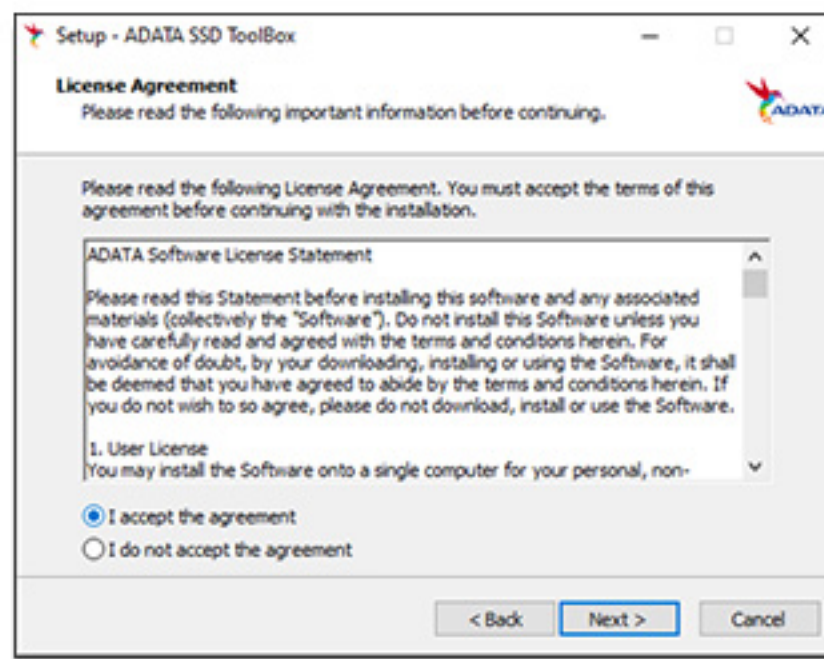 Setup - ADATA SSD ToolBox
License Agreement
Please read the following important information before continuing.
ADATA
Please read the following License Agreement. You must accept the terms of this
agreement before continuing with the installation.
ADATA Software License Statement
Please read this Statement before installing this software and any associated
materials (collectively the "Software"). Do not install this Software unless you
have carefully read and agreed with the terms and conditions herein. For
avoidance of doubt, by your downloading, installing or using the Software, it shall
be deemed that you have agreed to abide by the terms and conditions herein. If
you do not wish to so agree, please do not download, install or use the Software.
1. User License
You may install the Software onto a single computer for your personal, non-
I accept the agreement
I do not accept the agreement
< Back
Next >
Cancel